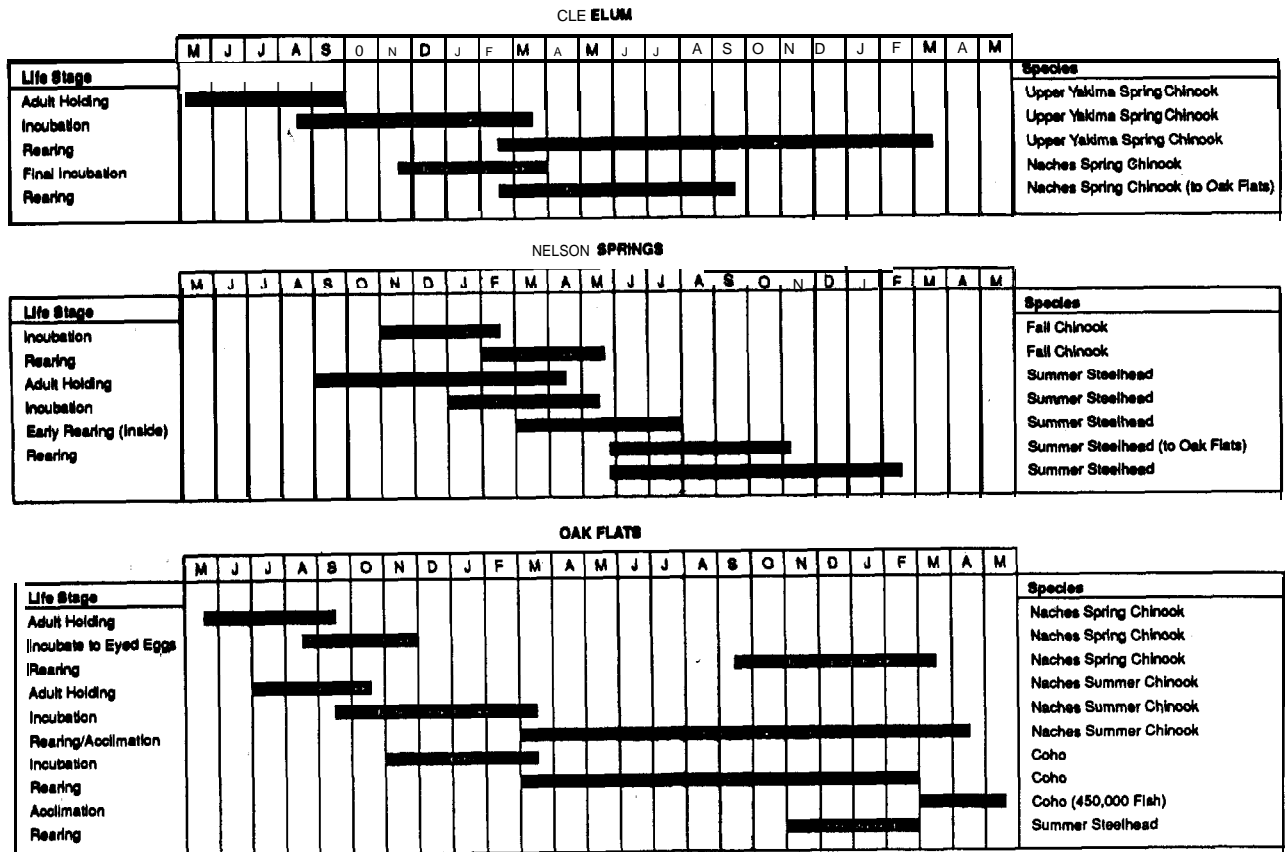 CLE ELUM
M J J A S O N D J F M A M J J A S O N D J F M A M
Life Stage Species
Adult Holding Upper Yakima Spring Chinook
Incubation Upper Yakima Spring Chinook
Rearing Upper Yakima Spring Chinook
Final Incubation Naches Spring Chinook
Rearing Naches Spring Chinook (to Oak Flats)
NELSON SPRINGS
M J J A S O N D J F M A M J J A S O N D J F M A M
Life Stage Species
Incubation Fall Chinook
Rearing Fall Chinook
Adult Holding Summer Steelhead
Incubation Summer Steelhead
Early Rearing (Inside) Summer Steelhead
Rearing Summer Steelhead (to Oak Flats)
Summer Steelhead
OAK FLATS
M J J A S O N D J F M A M J J A S O N D J F M A M
Life Stage Species
Adult Holding Naches Spring Chinook
Incubate to Eyed Eggs Naches Spring Chinook
Rearing Naches Spring Chinook
Adult Holding Naches Summer Chinook
Incubation Naches Summer Chinook
Rearing/Acclimation Naches Summer Chinook
Incubation Coho
Rearing Coho
Acclimation Coho (450,000 Fish)
Rearing Summer Steelhead